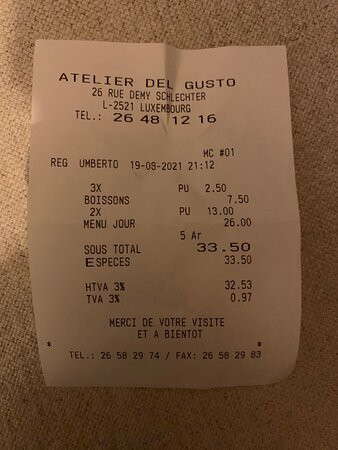 ATELIER DEL GUSTO
26 RUE DEMY SCHLECHTER
L-2521 LUXEMBOURG
TEL.: 26 48 12 16
MC #01
REG UMBERTO 19-09-2021 21:12
3X PU 2.50
BOISSONS 7.50
2X PU 13.00
MENU JOUR 26.00
5 Ar
SOUS TOTAL 33.50
ESPECES 33.50
HTVA 3% 32.53
TVA 3% 0.97
MERCI DE VOTRE VISITE
ET A BIENTOT
* *
TEL.: 26 58 29 74 / FAX: 26 58 29 83